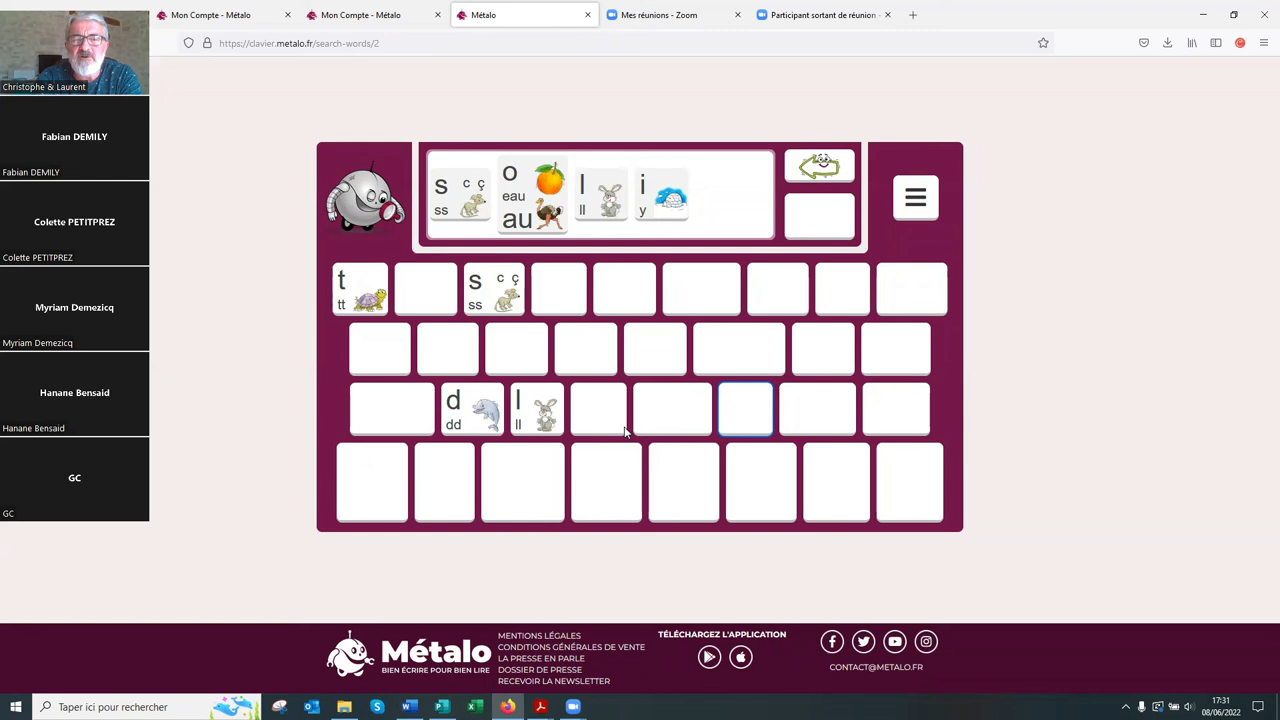 Mon Compte - Métalo
Mon Compte - Métalo
Métalo
Mes réunions - Zoom
Participant sortant de réunion -
https://clavier.metalo.fr/search-words/2
Christophe & Laurent
Fabian DEMILY
Fabian DEMILY
Colette PETITPREZ
Colette PETITPREZ
Myriam Demezicq
Myriam Demezicq
Hanane Bensaid
Hanane Bensaid
GC
GC
s c ç
ss
o
eau
au
l
ll
i
y
t
tt
s c ç
ss
d
dd
l
ll
Métalo
BIEN ÉCRIRE POUR BIEN LIRE
MENTIONS LÉGALES
CONDITIONS GÉNÉRALES DE VENTE
LA PRESSE EN PARLE
DOSSIER DE PRESSE
RECEVOIR LA NEWSLETTER
TÉLÉCHARGEZ L'APPLICATION
CONTACT@METALO.FR
Taper ici pour rechercher
17:31
08/06/2022